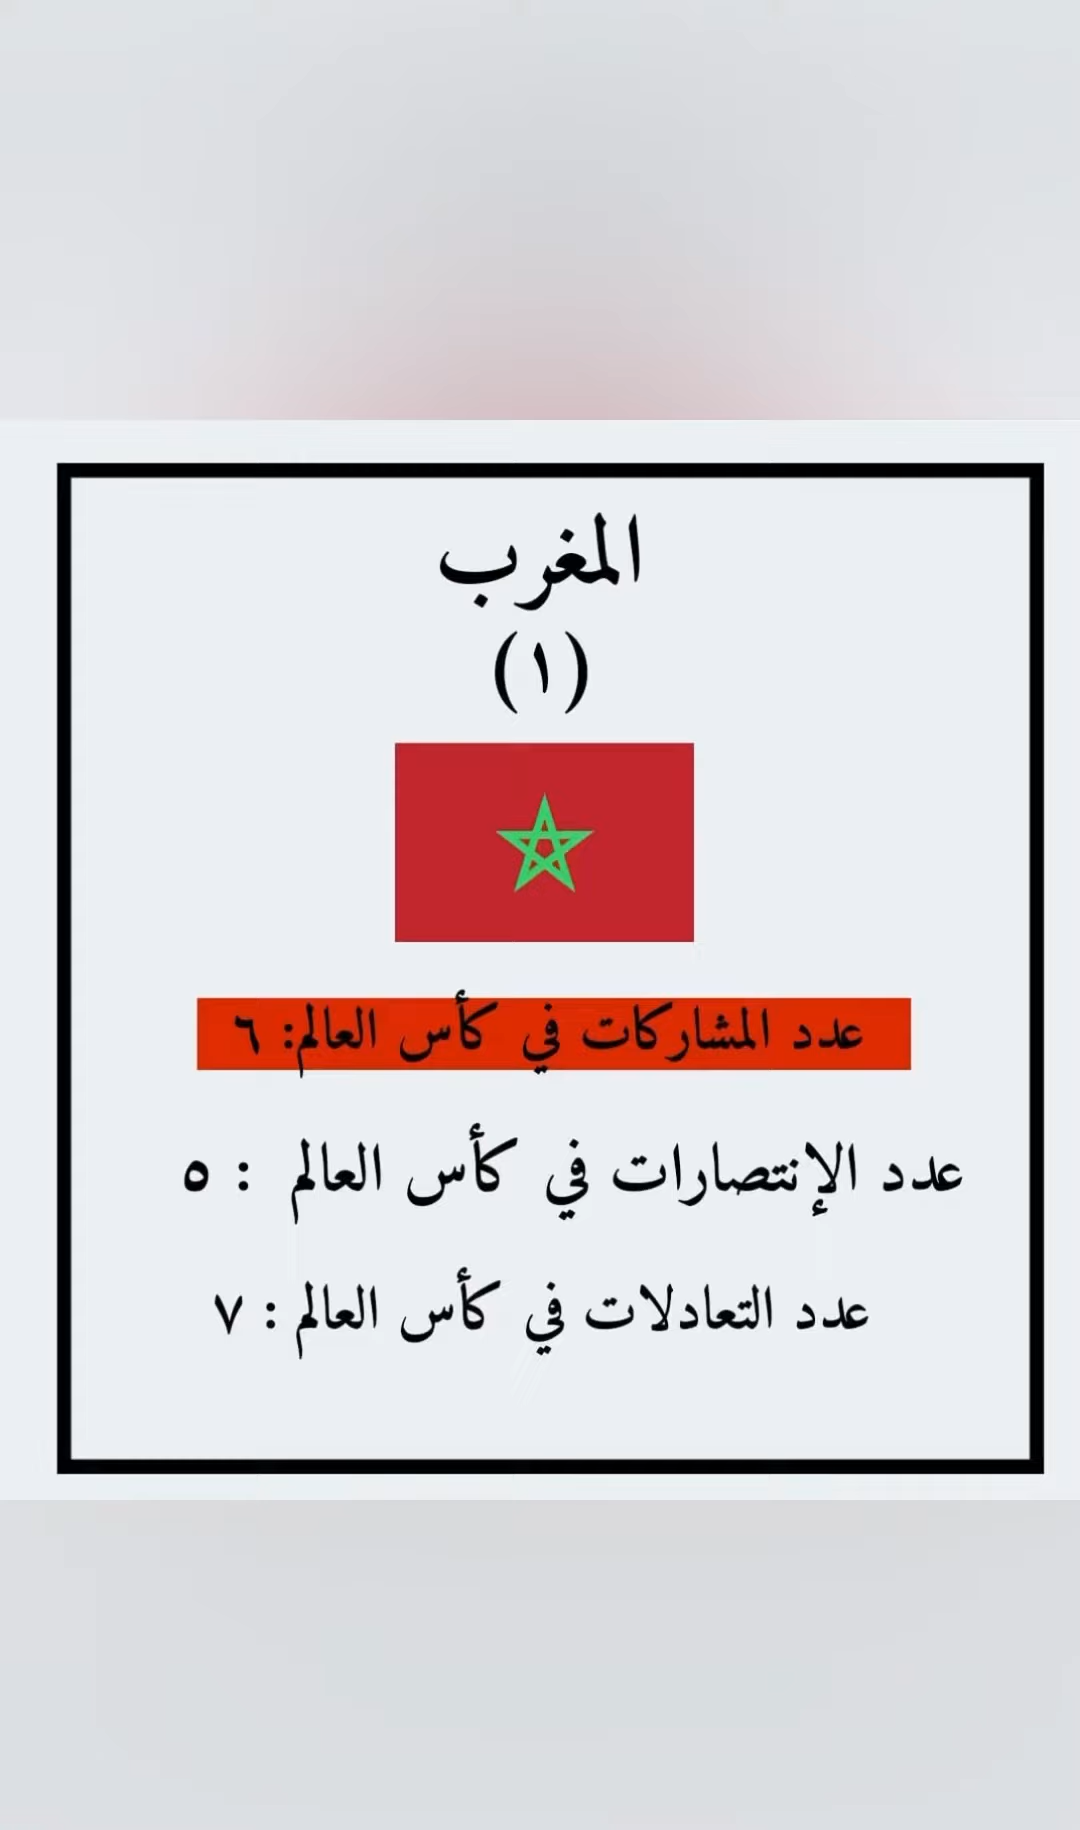 المغرب
(١)
عدد المشاركات في كأس العالم: ٦
عدد الإنتصارات في كأس العالم : ٥
عدد التعادلات في كأس العالم : ٧